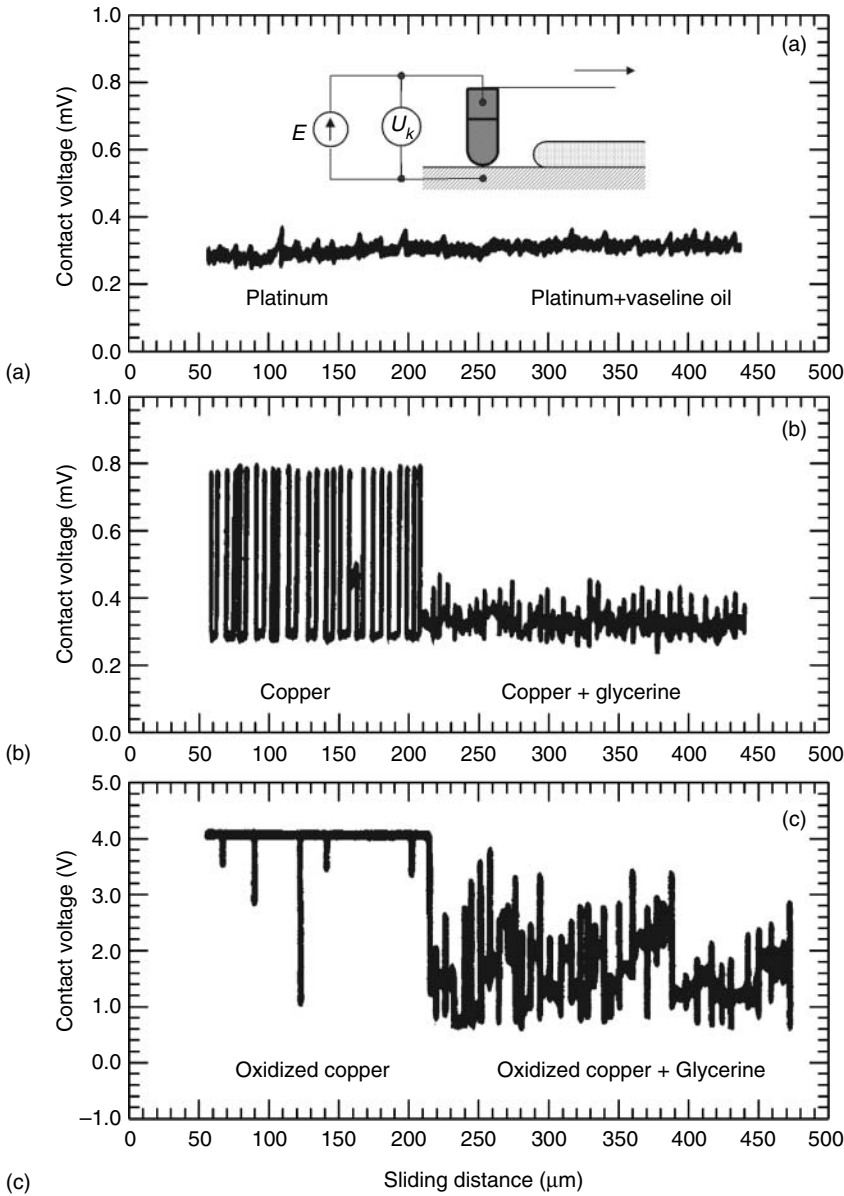 1.0
(a)
0.8
0.6
0.4
0.2
0.0
Contact voltage (mV)
E
U_k
Platinum
Platinum+vaseline oil
0 50 100 150 200 250 300 350 400 450 500
(a)
1.0
(b)
0.8
0.6
0.4
0.2
0.0
Contact voltage (mV)
Copper
Copper + glycerine
0 50 100 150 200 250 300 350 400 450 500
(b)
5.0
(c)
4.0
3.0
2.0
1.0
0.0
–1.0
Contact voltage (V)
Oxidized copper
Oxidized copper + Glycerine
0 50 100 150 200 250 300 350 400 450 500
Sliding distance (μm)
(c)